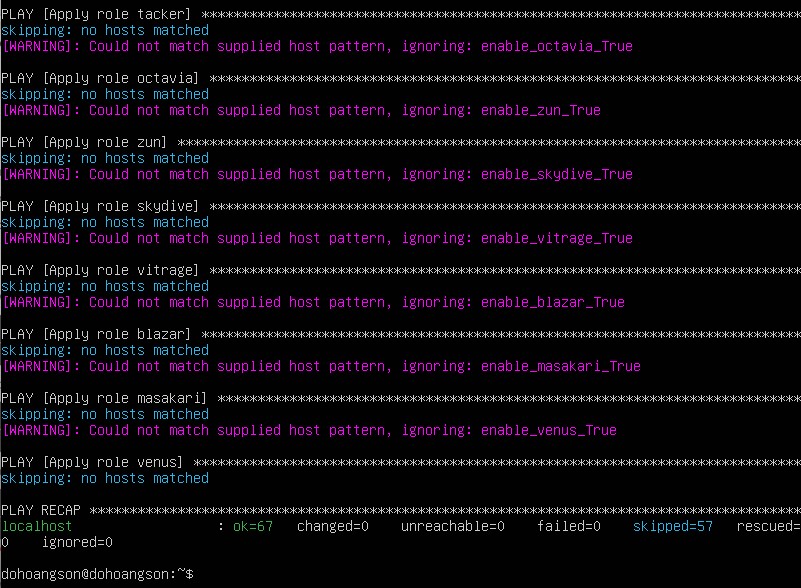 PLAY [Apply role tacker] ***************************************************************************
skipping: no hosts matched
[WARNING]: Could not match supplied host pattern, ignoring: enable_octavia_True

PLAY [Apply role octavia] **************************************************************************
skipping: no hosts matched
[WARNING]: Could not match supplied host pattern, ignoring: enable_zun_True

PLAY [Apply role zun] ******************************************************************************
skipping: no hosts matched
[WARNING]: Could not match supplied host pattern, ignoring: enable_skydive_True

PLAY [Apply role skydive] **************************************************************************
skipping: no hosts matched
[WARNING]: Could not match supplied host pattern, ignoring: enable_vitrage_True

PLAY [Apply role vitrage] **************************************************************************
skipping: no hosts matched
[WARNING]: Could not match supplied host pattern, ignoring: enable_blazar_True

PLAY [Apply role blazar] ***************************************************************************
skipping: no hosts matched
[WARNING]: Could not match supplied host pattern, ignoring: enable_masakari_True

PLAY [Apply role masakari] *************************************************************************
skipping: no hosts matched
[WARNING]: Could not match supplied host pattern, ignoring: enable_venus_True

PLAY [Apply role venus] ****************************************************************************
skipping: no hosts matched

PLAY RECAP *****************************************************************************************
localhost                  : ok=67   changed=0    unreachable=0    failed=0    skipped=57   rescued=
0    ignored=0

dohoangson@dohoangson:~$